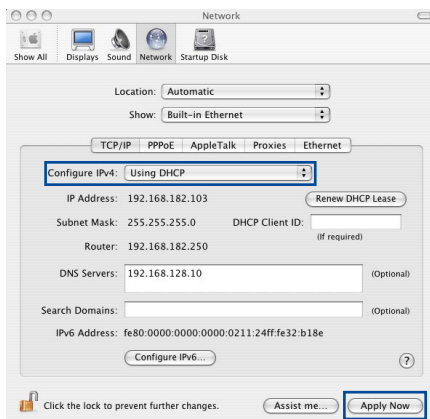 Network
Show All Displays Sound Network Startup Disk
Location: Automatic
Show: Built-in Ethernet
TCP/IP PPPoE AppleTalk Proxies Ethernet
Configure IPv4: Using DHCP
IP Address: 192.168.182.103 Renew DHCP Lease
Subnet Mask: 255.255.255.0 DHCP Client ID:
(If required)
Router: 192.168.182.250
DNS Servers: 192.168.128.10 (Optional)
Search Domains: (Optional)
IPv6 Address: fe80:0000:0000:0000:0211:24ff:fe32:b18e
Configure IPv6... ?
Click the lock to prevent further changes. Assist me... Apply Now